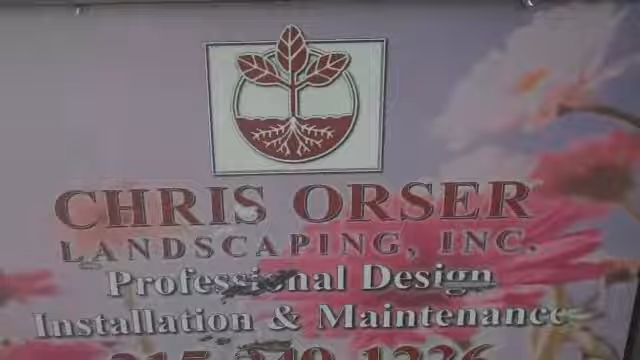 CHRIS ORSER
LANDSCAPING, INC.
Professional Design
Installation & Maintenance